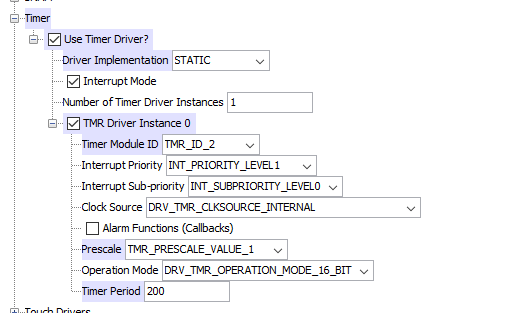 Timer
Use Timer Driver?
Driver Implementation STATIC
Interrupt Mode
Number of Timer Driver Instances 1
TMR Driver Instance 0
Timer Module ID TMR_ID_2
Interrupt Priority INT_PRIORITY_LEVEL1
Interrupt Sub-priority INT_SUBPRIORITY_LEVEL0
Clock Source DRV_TMR_CLKSOURCE_INTERNAL
Alarm Functions (Callbacks)
Prescale TMR_PRESCALE_VALUE_1
Operation Mode DRV_TMR_OPERATION_MODE_16_BIT
Timer Period 200
Touch Drivers